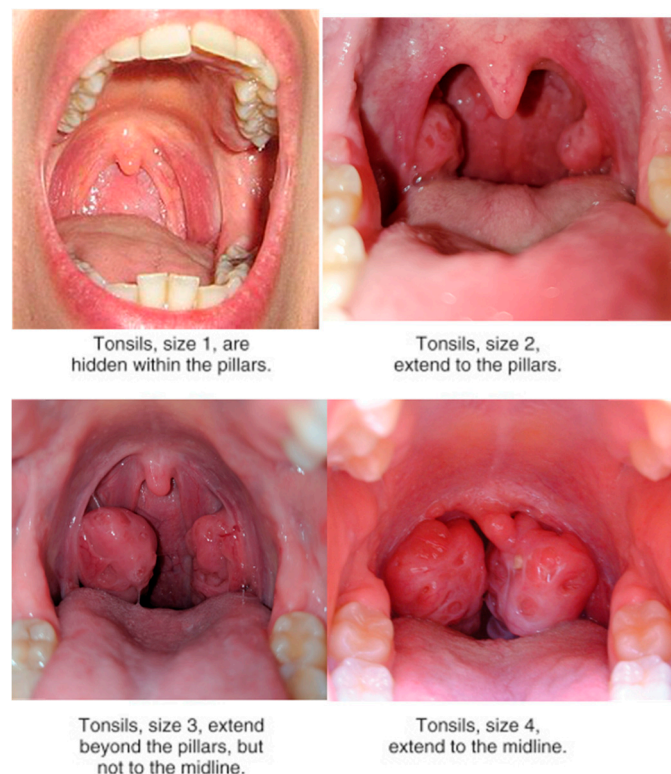 Tonsils, size 1, are
hidden within the pillars.
Tonsils, size 2,
extend to the pillars.
Tonsils, size 3, extend
beyond the pillars, but
not to the midline.
Tonsils, size 4,
extend to the midline.